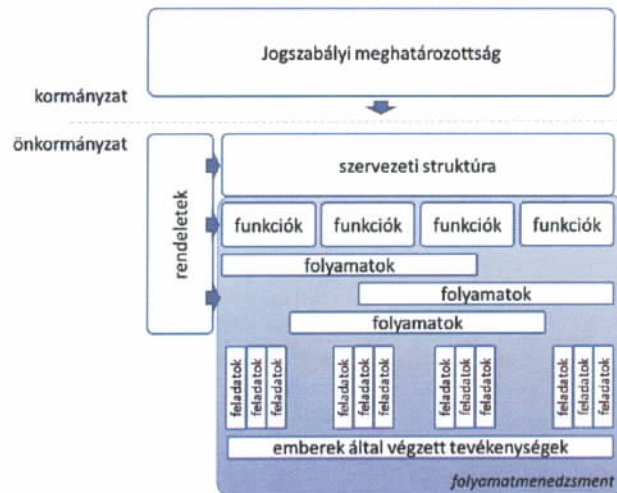 Jogszabályi meghatározottság
kormányzat
önkormányzat
rendeletek
szervezeti struktúra
funkciók funkciók funkciók funkciók
folyamatok
folyamatok
folyamatok
feladatok feladatok feladatok feladatok feladatok feladatok feladatok feladatok feladatok feladatok feladatok feladatok
emberek által végzett tevékenységek
folyamatmenedzsment